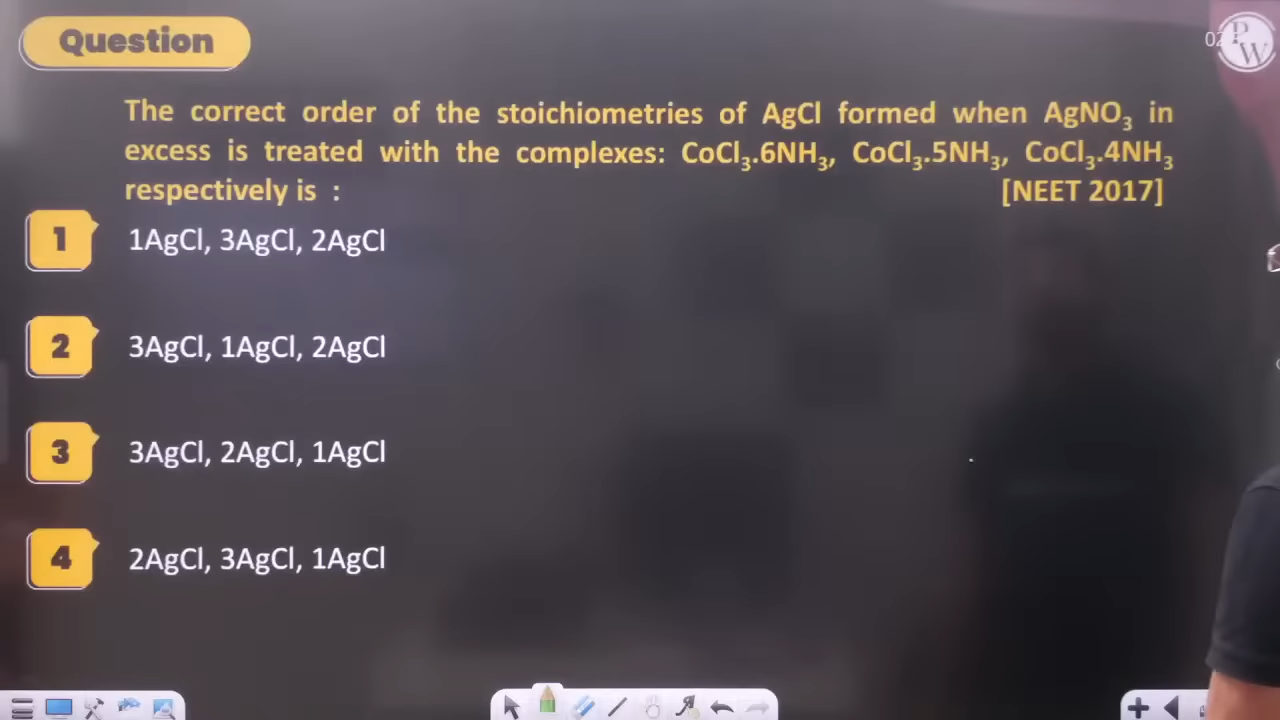 Question
02
PW
The correct order of the stoichiometries of AgCl formed when AgNO₃ in
excess is treated with the complexes: CoCl₃.6NH₃, CoCl₃.5NH₃, CoCl₃.4NH₃
respectively is : [NEET 2017]
1 1AgCl, 3AgCl, 2AgCl
2 3AgCl, 1AgCl, 2AgCl
3 3AgCl, 2AgCl, 1AgCl
4 2AgCl, 3AgCl, 1AgCl